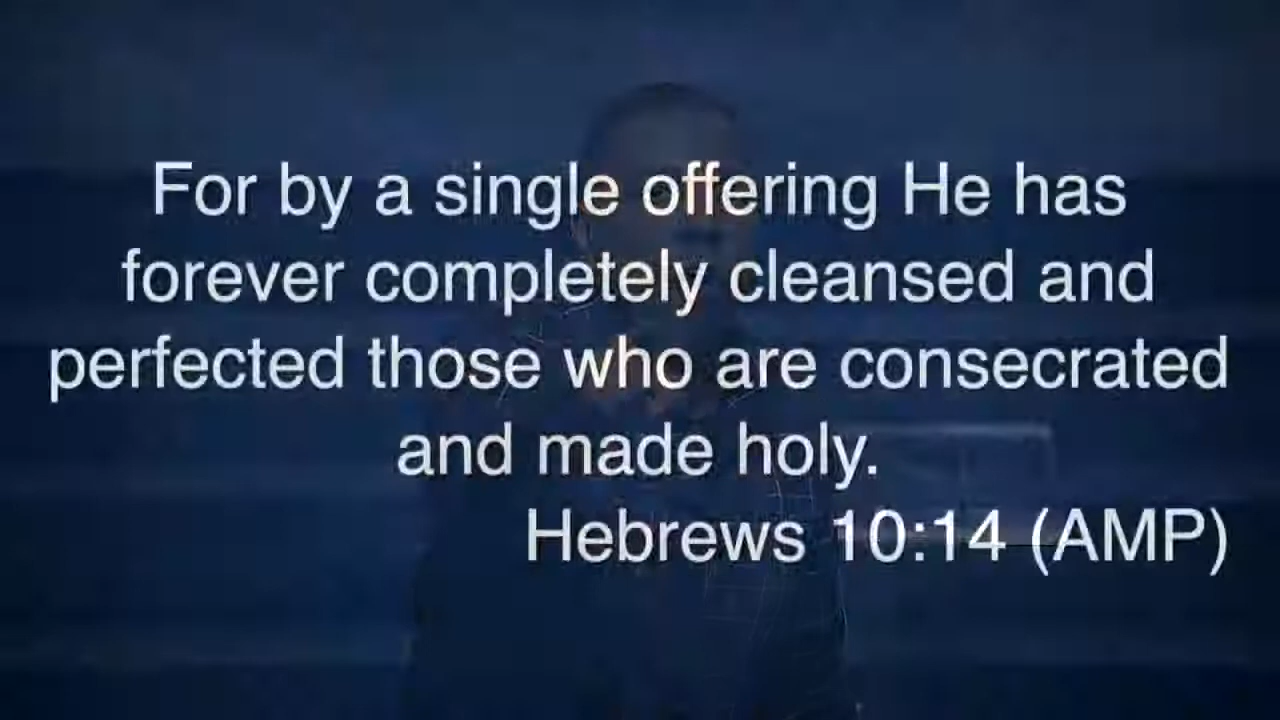 For by a single offering He has
forever completely cleansed and
perfected those who are consecrated
and made holy.
Hebrews 10:14 (AMP)